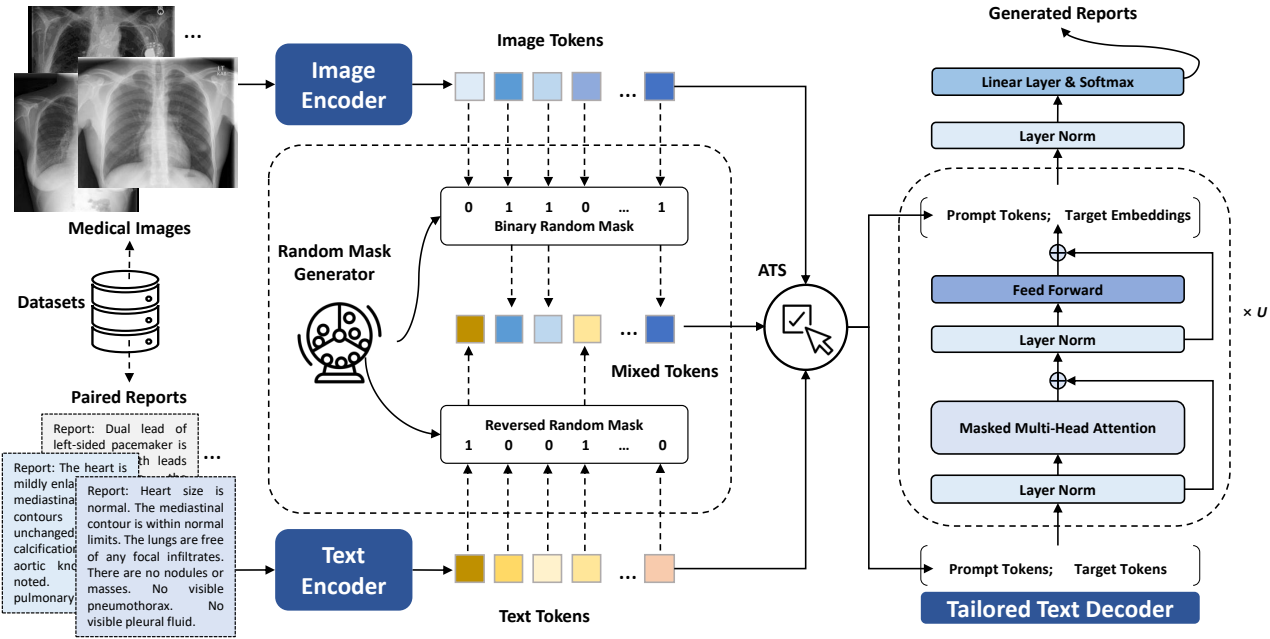 Medical Images
Datasets
Paired Reports
Report: Dual lead of
left-sided pacemaker is
th leads
the
Report: The heart is
mildly enla
mediastina
contours
unchanged
calcification
aortic kno
noted.
pulmonary
Report: Heart size is
normal. The mediastinal
contour is within normal
limits. The lungs are free
of any focal infiltrates.
There are no nodules or
masses. No visible
pneumothorax. No
visible pleural fluid.
...
...
Image
Encoder
Image Tokens
...
0 1 1 0 ... 1
Binary Random Mask
Random Mask
Generator
...
Mixed Tokens
Reversed Random Mask
1 0 0 1 ... 0
Text
Encoder
...
Text Tokens
ATS
Generated Reports
Linear Layer & Softmax
Layer Norm
Prompt Tokens; Target Embeddings
Feed Forward
Layer Norm
Masked Multi-Head Attention
Layer Norm
× U
Prompt Tokens; Target Tokens
Tailored Text Decoder